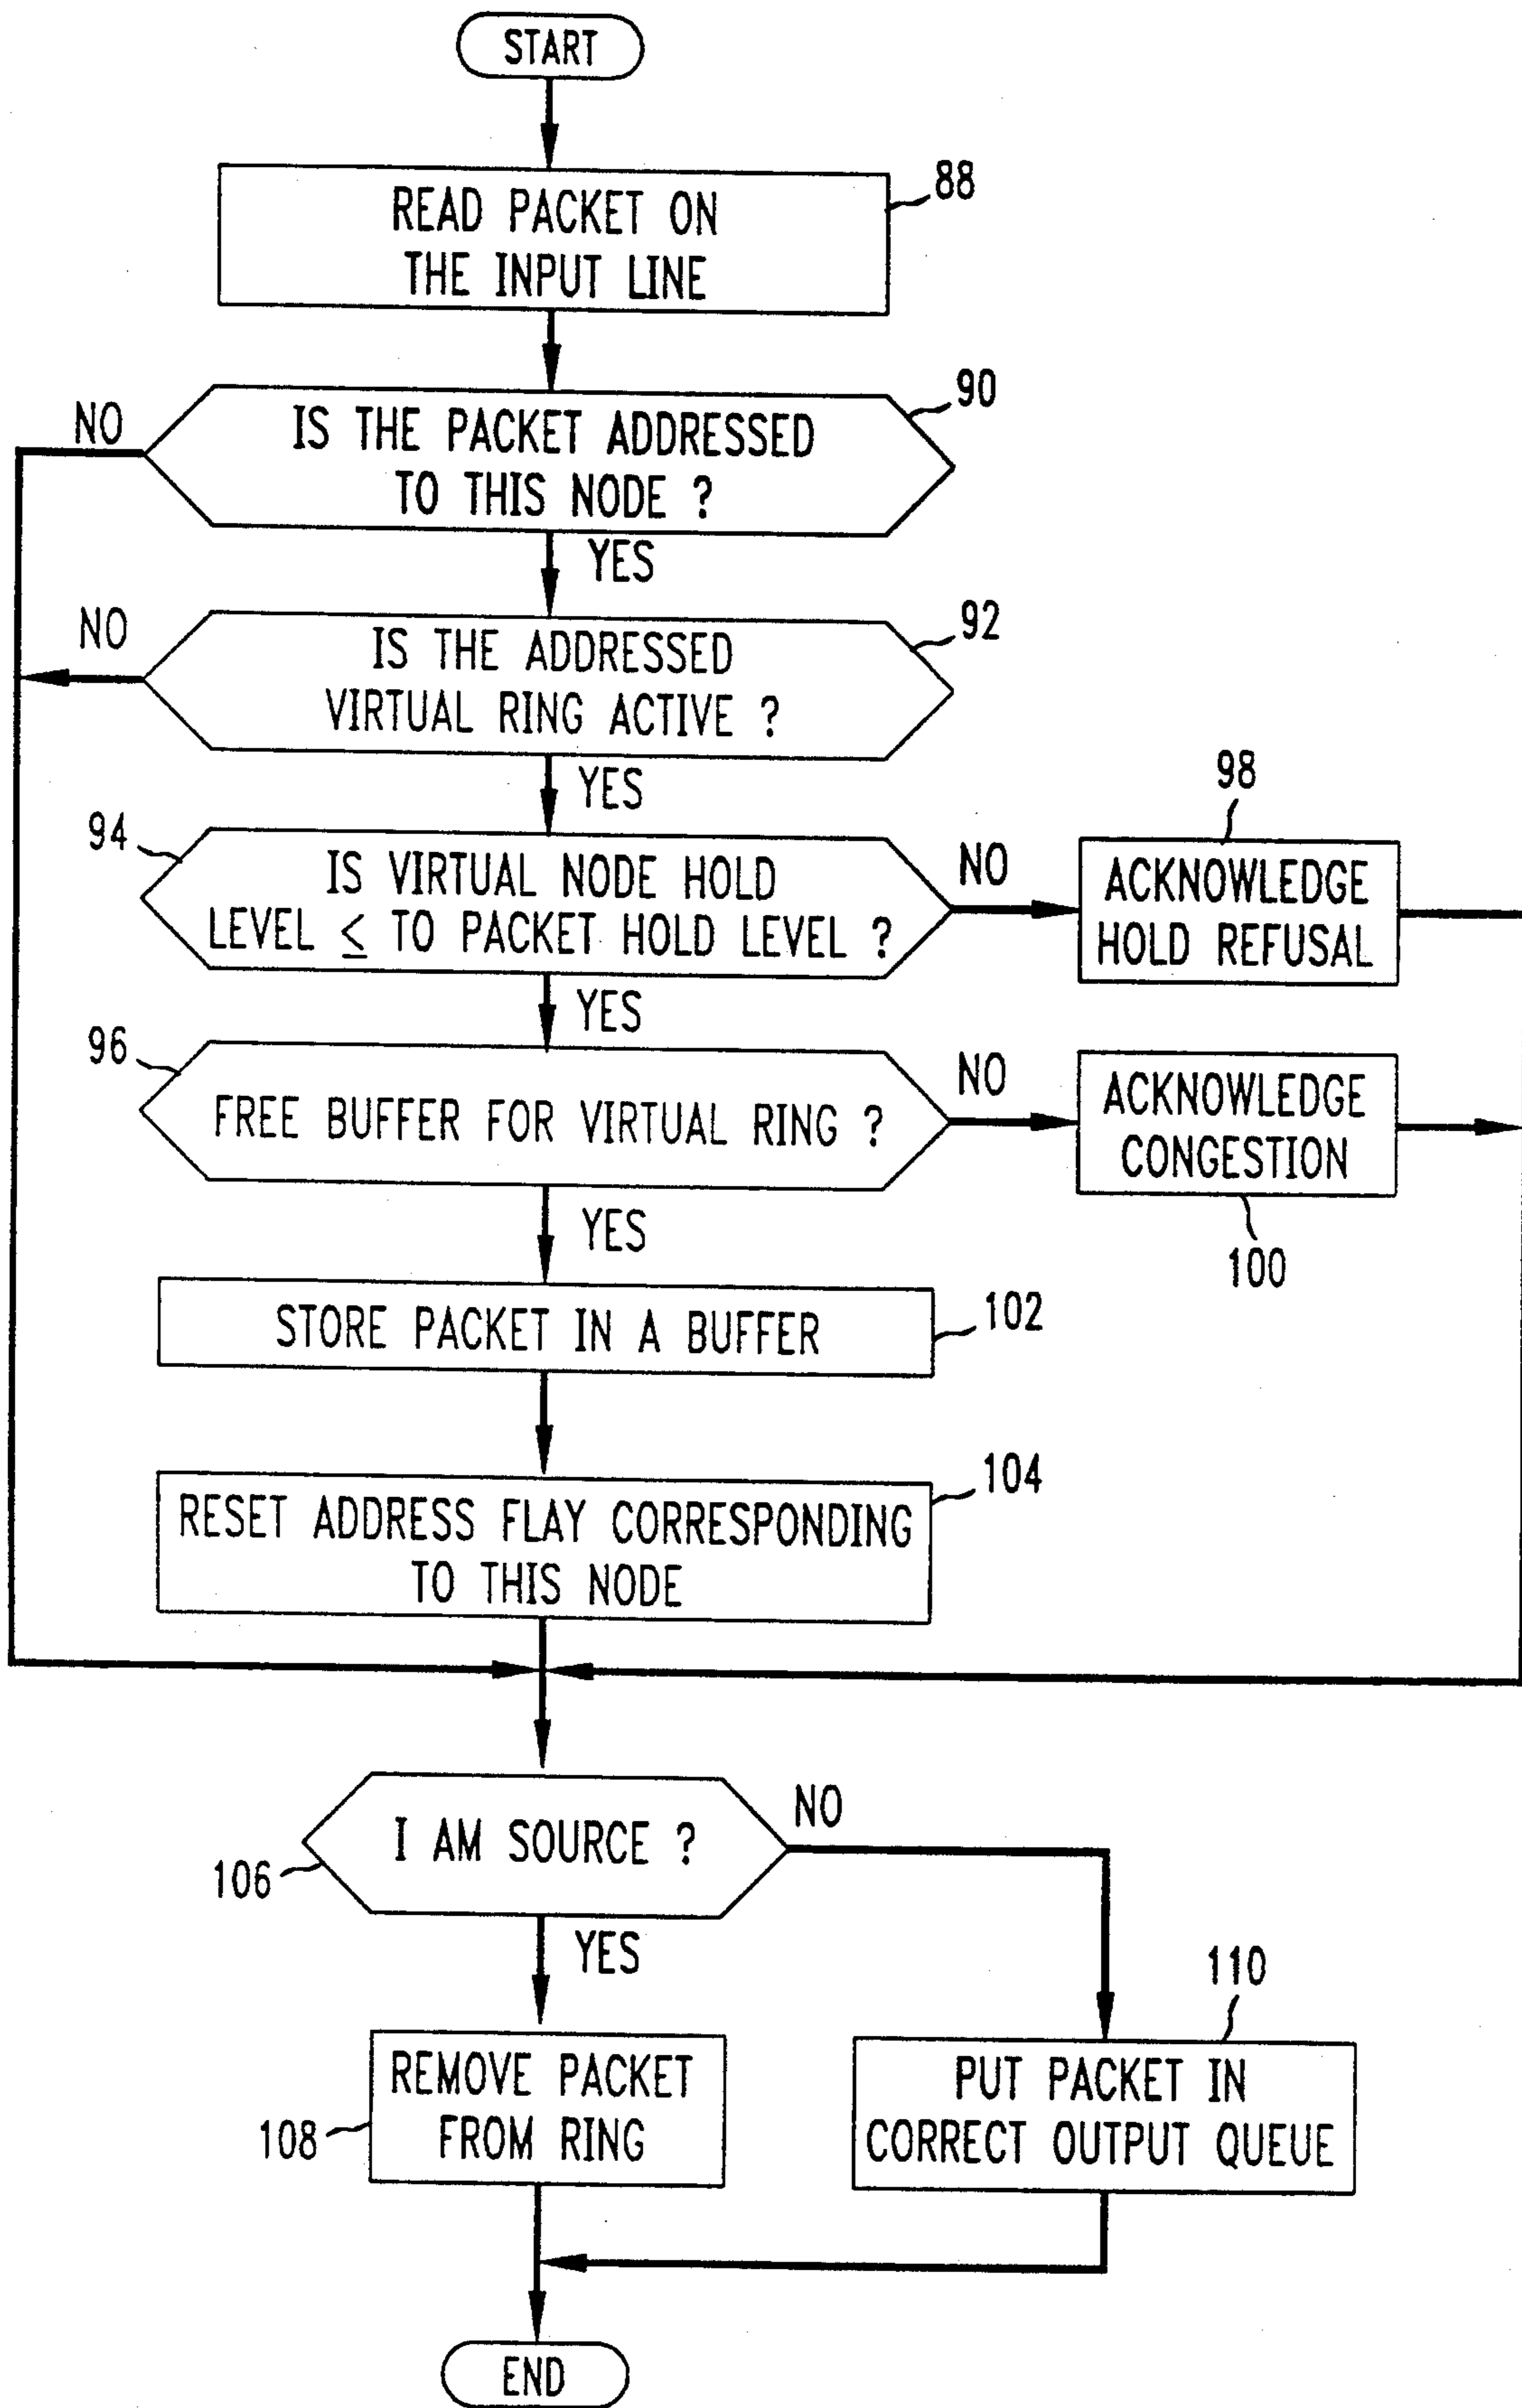 START
READ PACKET ON
THE INPUT LINE
88
IS THE PACKET ADDRESSED
TO THIS NODE ?
90
NO
YES
IS THE ADDRESSED
VIRTUAL RING ACTIVE ?
92
NO
YES
94
IS VIRTUAL NODE HOLD
LEVEL ≤ TO PACKET HOLD LEVEL ?
NO
98
ACKNOWLEDGE
HOLD REFUSAL
YES
96
FREE BUFFER FOR VIRTUAL RING ?
NO
ACKNOWLEDGE
CONGESTION
100
YES
STORE PACKET IN A BUFFER
102
RESET ADDRESS FLAY CORRESPONDING
TO THIS NODE
104
I AM SOURCE ?
106
NO
YES
REMOVE PACKET
FROM RING
108
110
PUT PACKET IN
CORRECT OUTPUT QUEUE
END